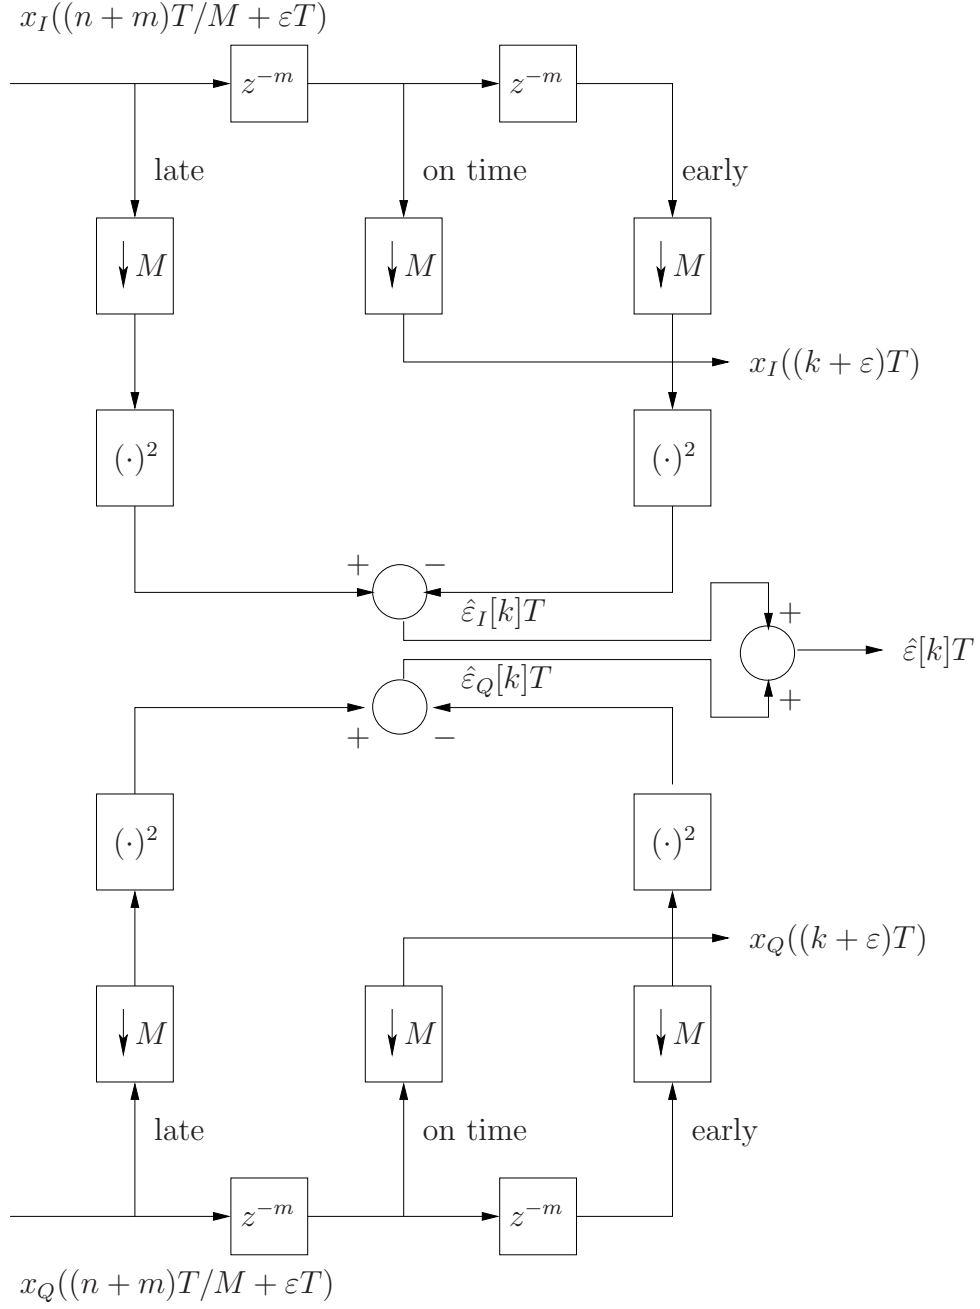 x_I((n + m)T/M + εT)
z^{−m} z^{−m}
late on time early
↓ M ↓ M ↓ M
x_I((k + ε)T)
(·)² (·)²
+ −
ε̂_I[k]T
+
ε̂[k]T
ε̂_Q[k]T
+
+ −
(·)² (·)²
x_Q((k + ε)T)
↓ M ↓ M ↓ M
late on time early
z^{−m} z^{−m}
x_Q((n + m)T/M + εT)